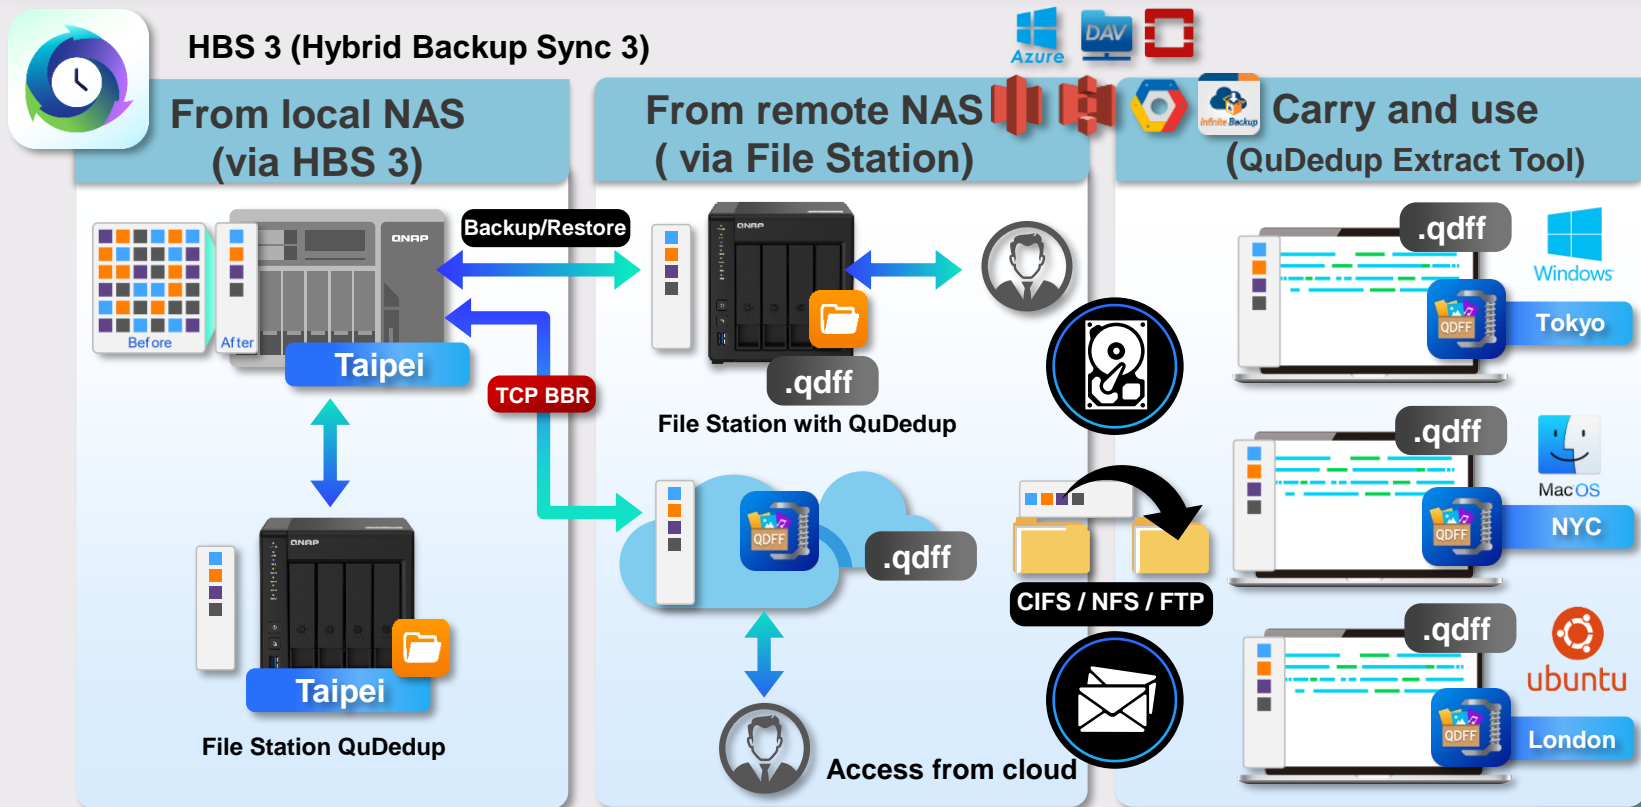 HBS 3 (Hybrid Backup Sync 3)
Azure
DAV
From local NAS
(via HBS 3)
From remote NAS
( via File Station)
Infinite Backup
Carry and use
(QuDedup Extract Tool)
Before
After
QNAP
Taipei
Backup/Restore
TCP BBR
QNAP
Taipei
File Station QuDedup
QNAP
.qdff
File Station with QuDedup
QDFF
.qdff
Access from cloud
CIFS / NFS / FTP
.qdff
Windows
QDFF
Tokyo
.qdff
MacOS
QDFF
NYC
.qdff
ubuntu
QDFF
London